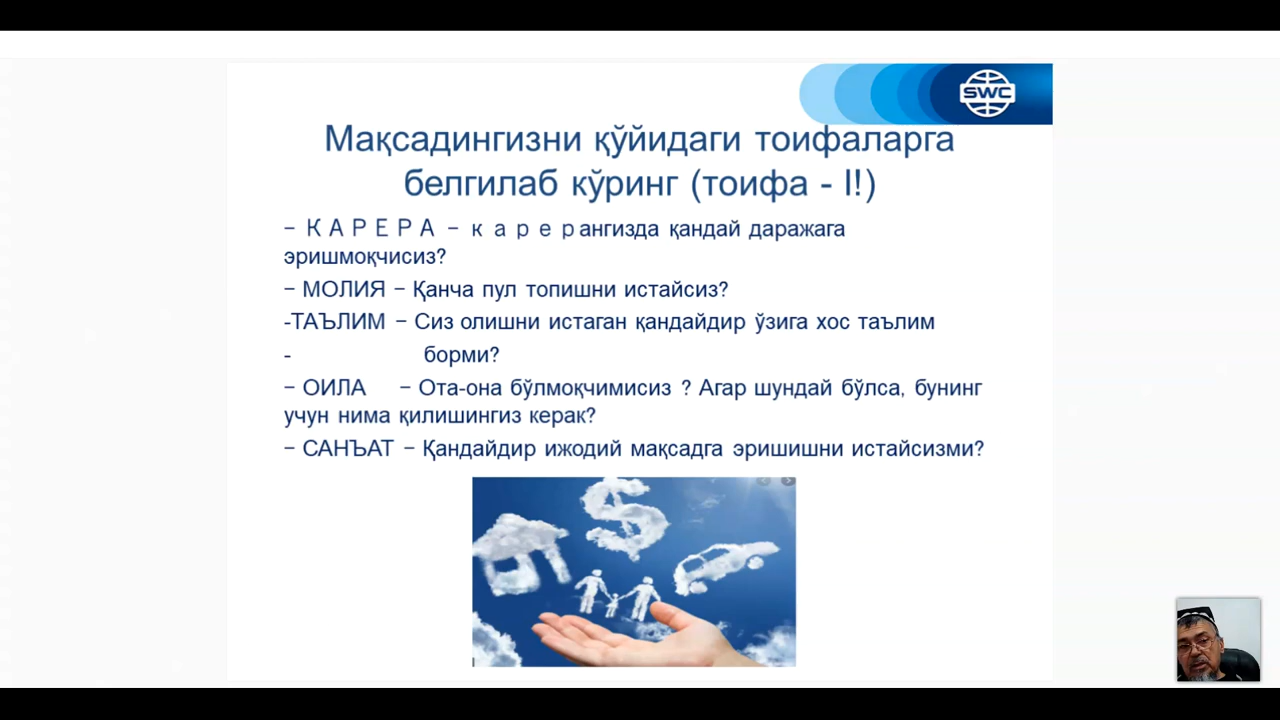 SWC
Мақсадингизни қўйидаги тоифаларга
белгилаб кўринг (тоифа - I!)
– К А Р Е Р А – к а р е р ангизда қандай даражага
эришмоқчисиз?
– МОЛИЯ – Қанча пул топишни истайсиз?
-ТАЪЛИМ – Сиз олишни истаган қандайдир ўзига хос таълим
- борми?
– ОИЛА – Ота-она бўлмоқчимисиз ? Агар шундай бўлса, бунинг
учун нима қилишингиз керак?
– САНЪАТ – Қандайдир ижодий мақсадга эришишни истайсизми?